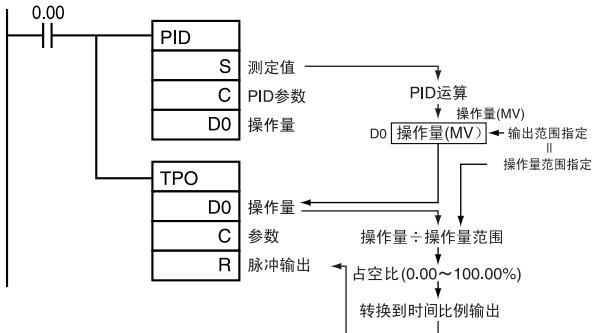 0.00
PID
S 测定值
C PID参数
D0 操作量
PID运算
操作量(MV)
D0 操作量(MV)
输出范围指定
=
操作量范围指定
TPO
D0 操作量
C 参数
R 脉冲输出
操作量÷操作量范围
占空比(0.00～100.00%)
转换到时间比例输出